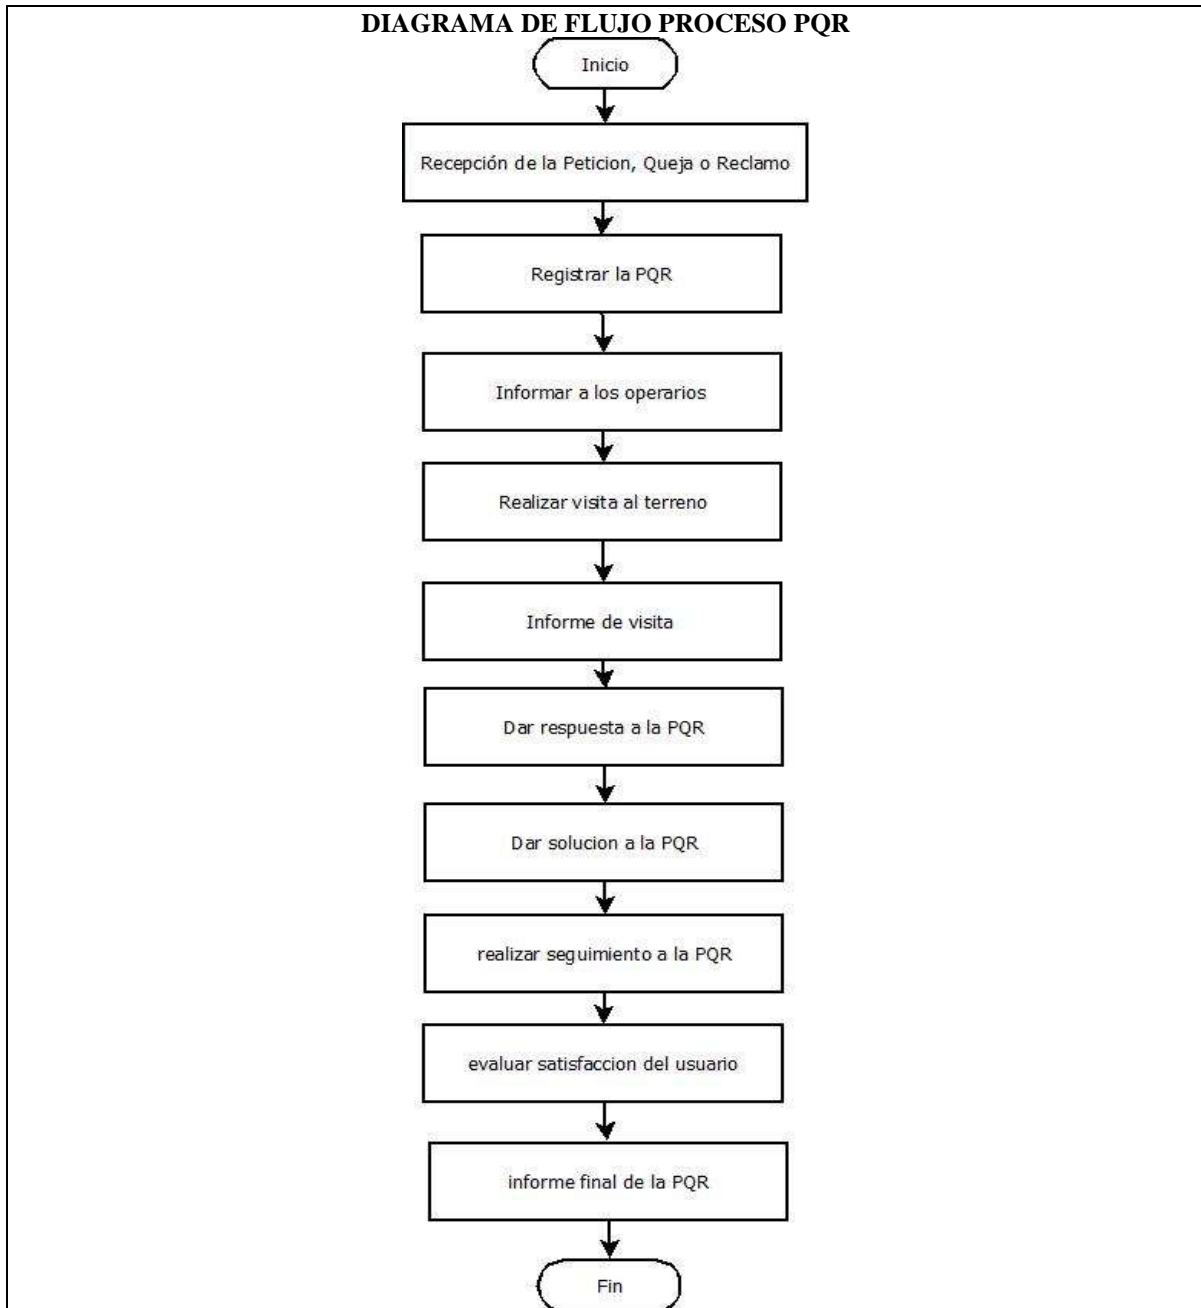 DIAGRAMA DE FLUJO PROCESO PQR
Inicio
Recepción de la Peticion, Queja o Reclamo
Registrar la PQR
Informar a los operarios
Realizar visita al terreno
Informe de visita
Dar respuesta a la PQR
Dar solucion a la PQR
realizar seguimiento a la PQR
evaluar satisfaccion del usuario
informe final de la PQR
Fin